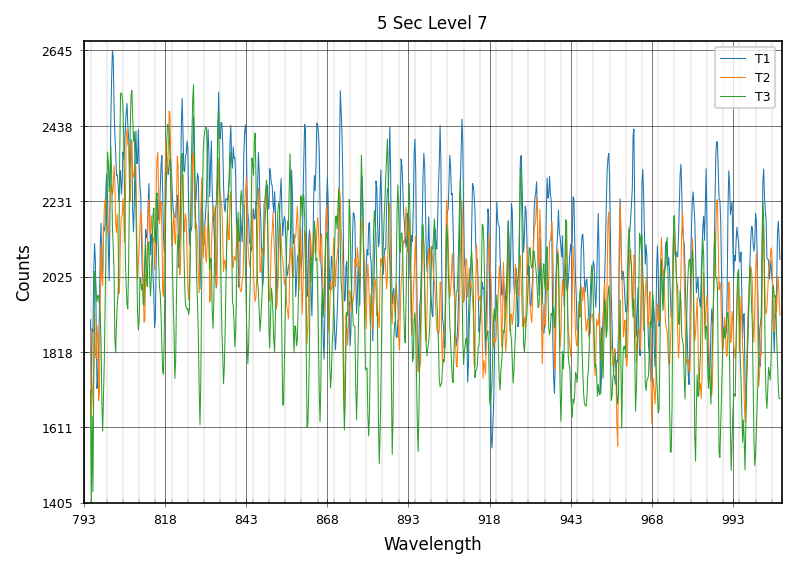 5 Sec Level 7
T1
T2
T3
2645
2438
2231
2025
1818
1611
1405
Counts
793 818 843 868 893 918 943 968 993
Wavelength